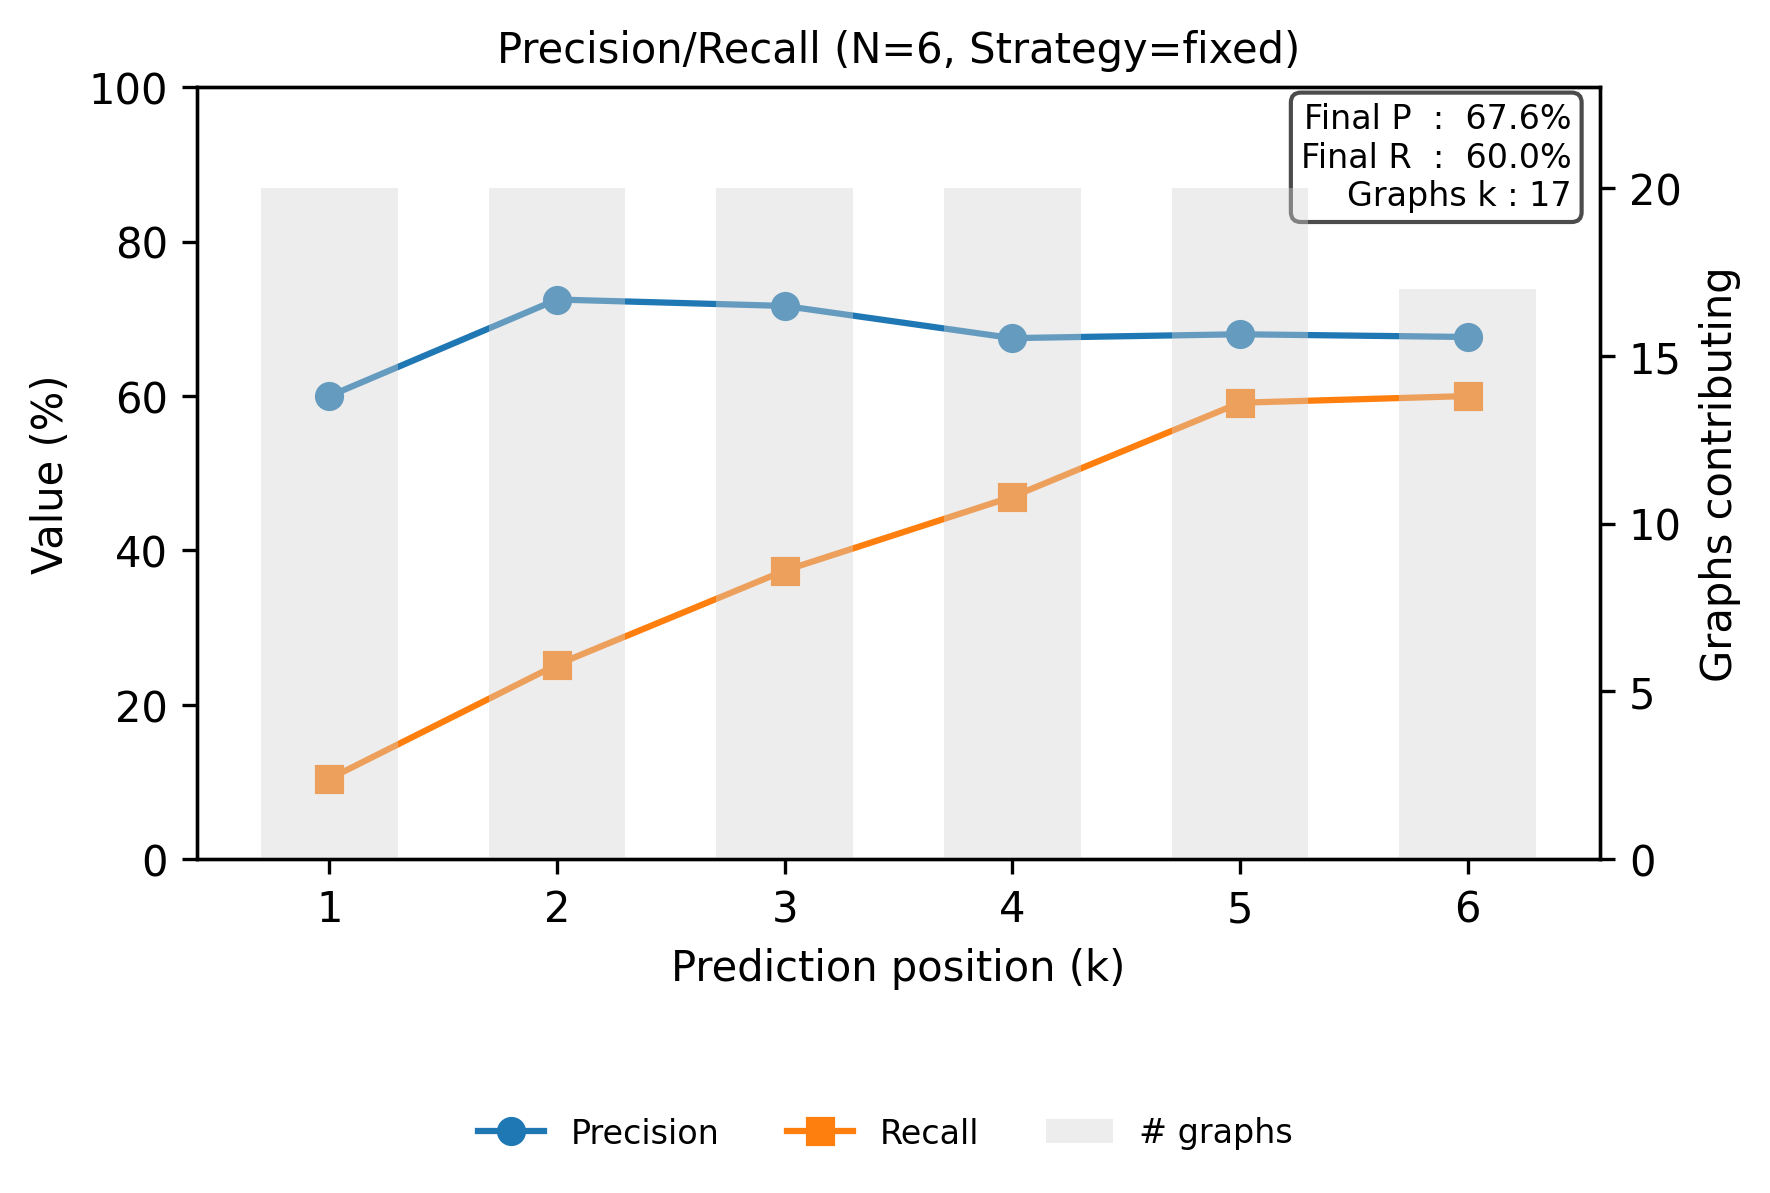 Precision/Recall (N=6, Strategy=fixed)
Final P : 67.6%
Final R : 60.0%
Graphs k : 17
Value (%)
100
80
60
40
20
0
Graphs contributing
20
15
10
5
0
1 2 3 4 5 6
Prediction position (k)
Precision Recall # graphs